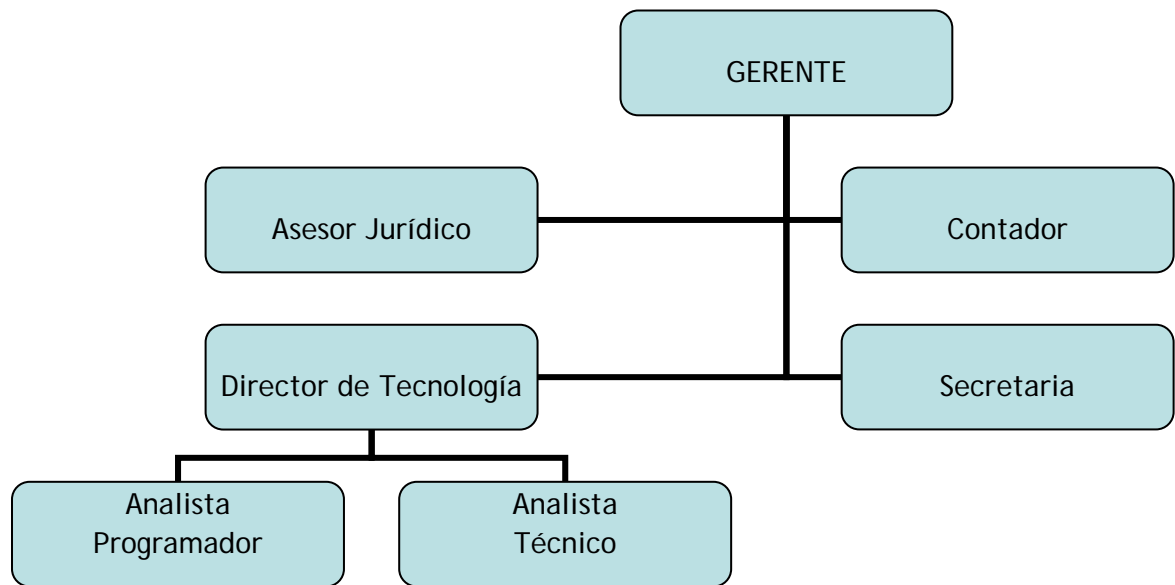 GERENTE
Asesor Jurídico
Contador
Director de Tecnología
Secretaria
Analista
Programador
Analista
Técnico